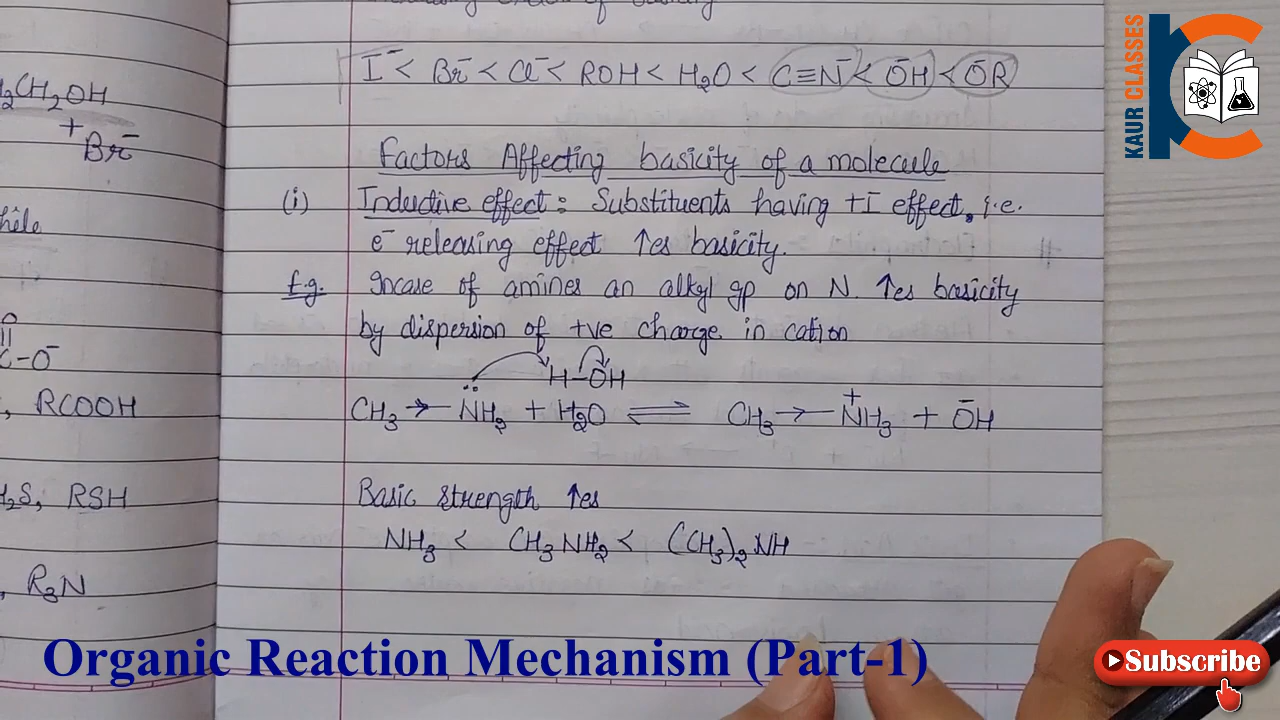 I⁻ < Br⁻ < Cl⁻ < ROH < H₂O < C≡N⁻ < ŌH < ŌR
Factors Affecting basicity of a molecule
(i) Inductive effect: Substituents having +I effect, i.e.
e⁻ releasing effect ↑es basicity.
E.g. Incase of amines an alkyl gp on N. ↑es basicity
by dispersion of +ve charge in cation
H-ÖH
CH₃→-N̈H₂ + H₂O ⇌ CH₃→-N⁺H₃ + ŌH
Basic strength ↑es
NH₃ < CH₃NH₂ < (CH₃)₂NH
₂CH₂OH
+
Br⁻
O
C-O⁻
, RCOOH
H₂S, RSH
, R₃N
KAUR CLASSES
Organic Reaction Mechanism (Part-1)
Subscribe